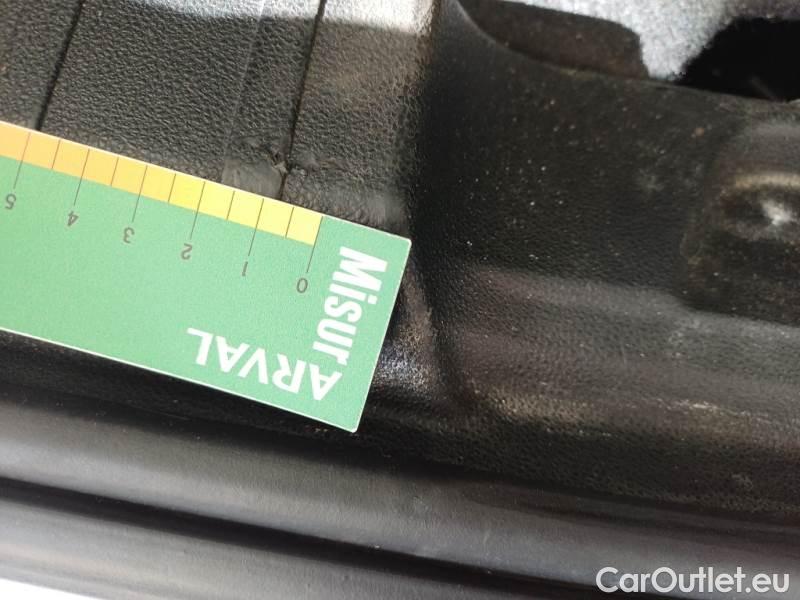 5 4 3 2 1 0
Misur
ARVAL
CarOutlet.eu